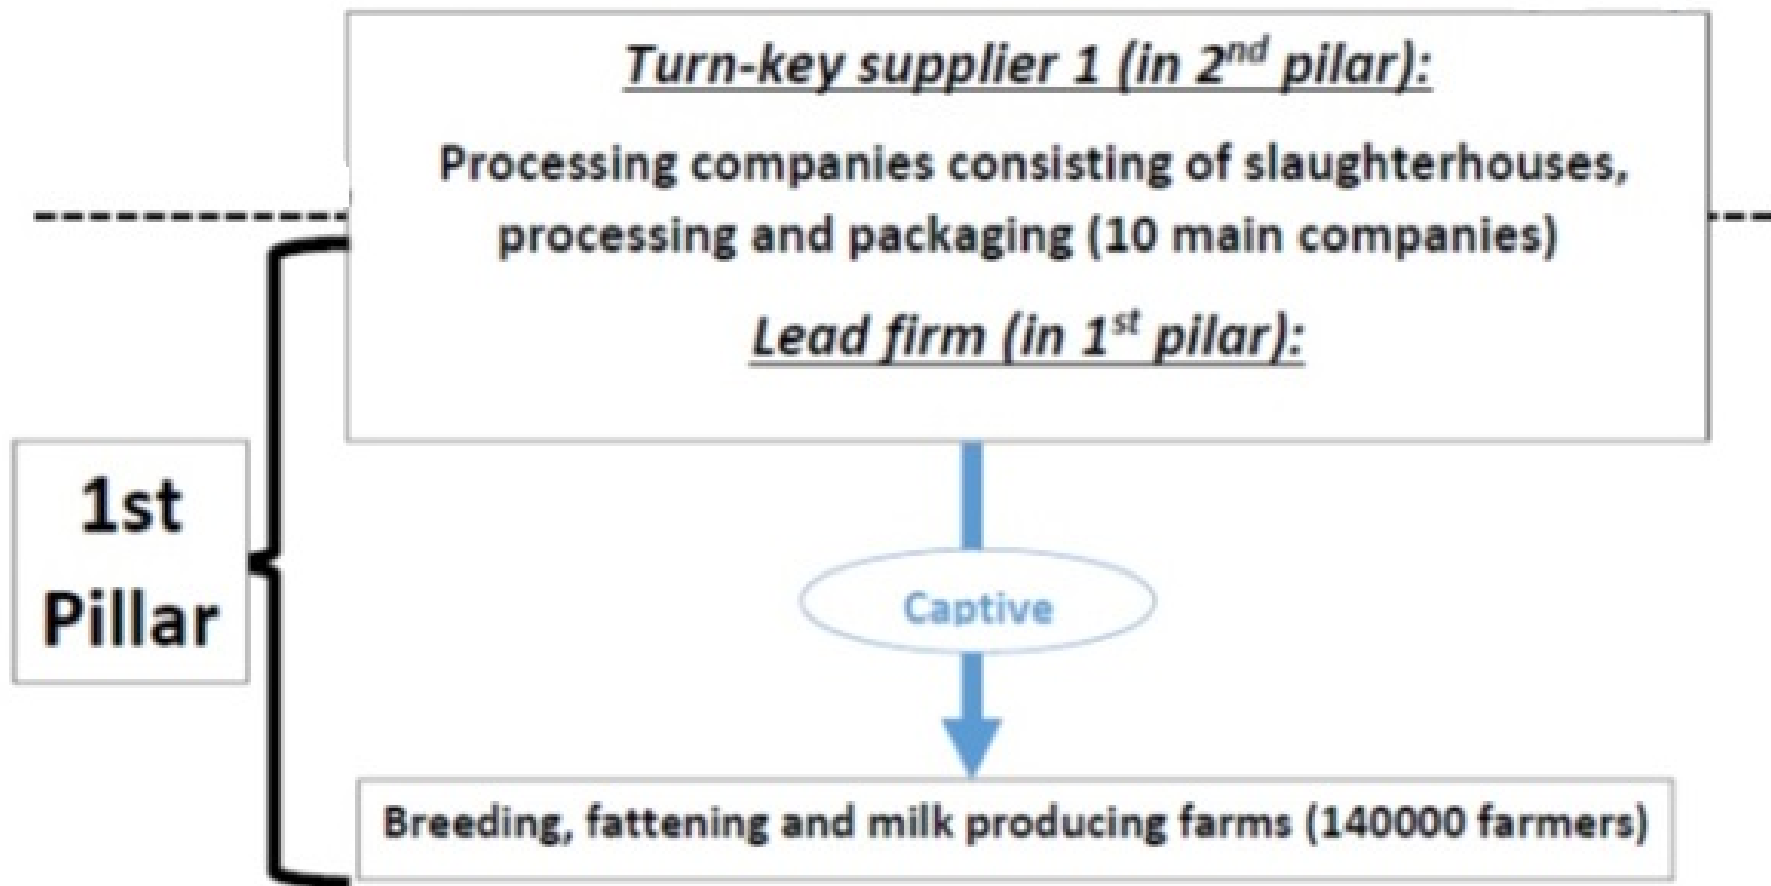 Turn-key supplier 1 (in 2nd pilar):
Processing companies consisting of slaughterhouses,
processing and packaging (10 main companies)
Lead firm (in 1st pilar):
1st
Pillar
Captive
Breeding, fattening and milk producing farms (140000 farmers)